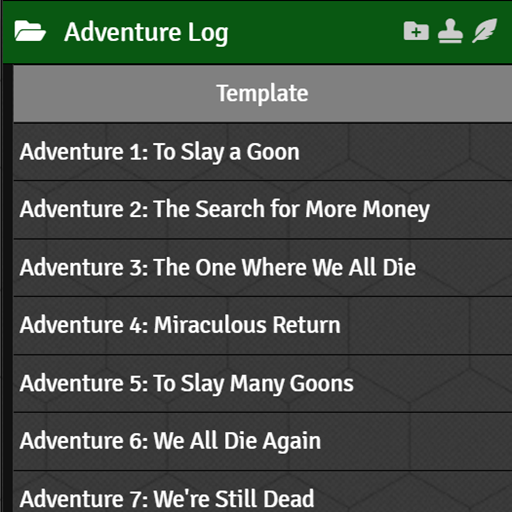 Adventure Log
Template
Adventure 1: To Slay a Goon
Adventure 2: The Search for More Money
Adventure 3: The One Where We All Die
Adventure 4: Miraculous Return
Adventure 5: To Slay Many Goons
Adventure 6: We All Die Again
Adventure 7: We're Still Dead